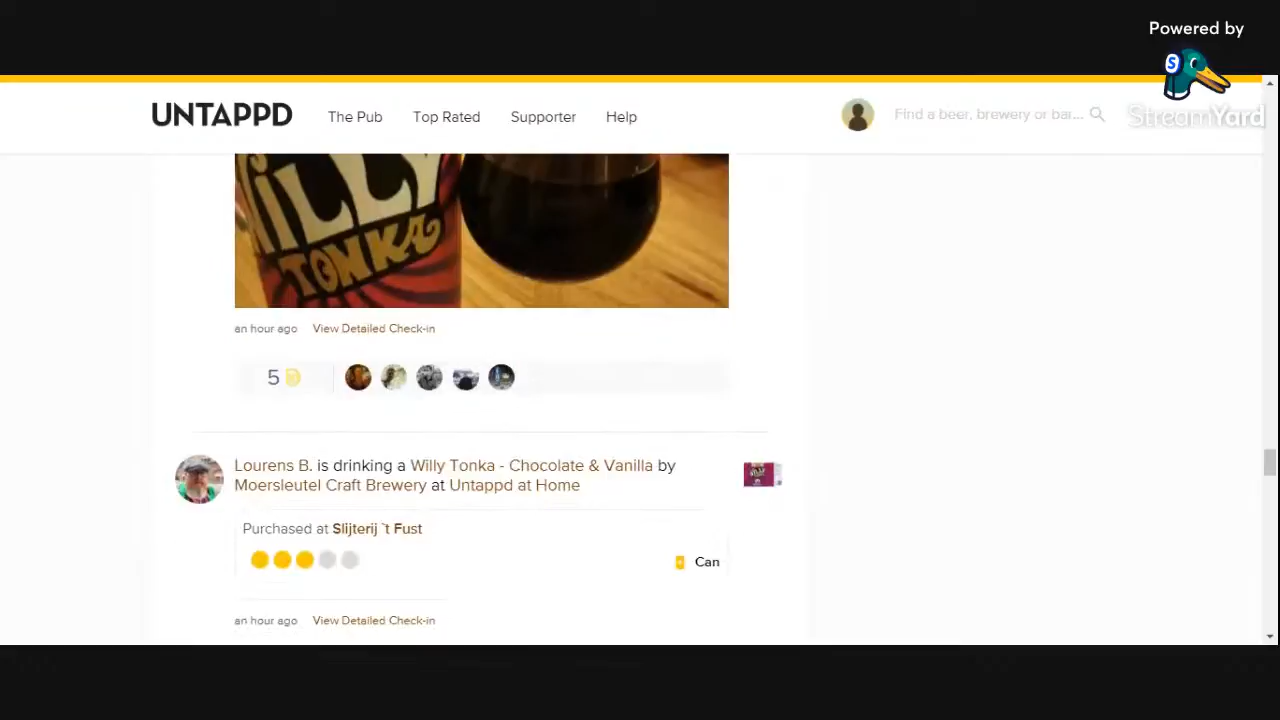 Powered by
StreamYard
UNTAPPD The Pub Top Rated Supporter Help Find a beer, brewery or bar...
WILLY
TONKA
an hour ago View Detailed Check-in
5
Lourens B. is drinking a Willy Tonka - Chocolate & Vanilla by
Moersleutel Craft Brewery at Untappd at Home
Purchased at Slijterij `t Fust
Can
an hour ago View Detailed Check-in